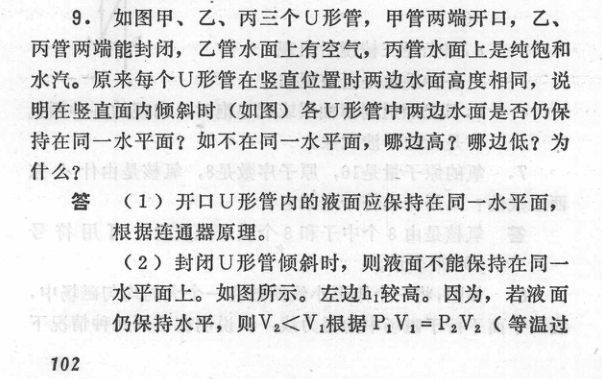 9．如图甲、乙、丙三个U形管，甲管两端开口，乙、
丙管两端能封闭，乙管水面上有空气，丙管水面上是纯饱和
水汽。原来每个U形管在竖直位置时两边水面高度相同，说
明在竖直面内倾斜时（如图）各U形管中两边水面是否仍保
持在同一水平面？如不在同一水平面，哪边高？哪边低？为
什么？
答 （1）开口U形管内的液面应保持在同一水平面，
根据连通器原理。
（2）封闭U形管倾斜时，则液面不能保持在同一
水平面上。如图所示。左边h₁较高。因为，若液面
仍保持水平，则V₂<V₁根据P₁V₁=P₂V₂（等温过
102